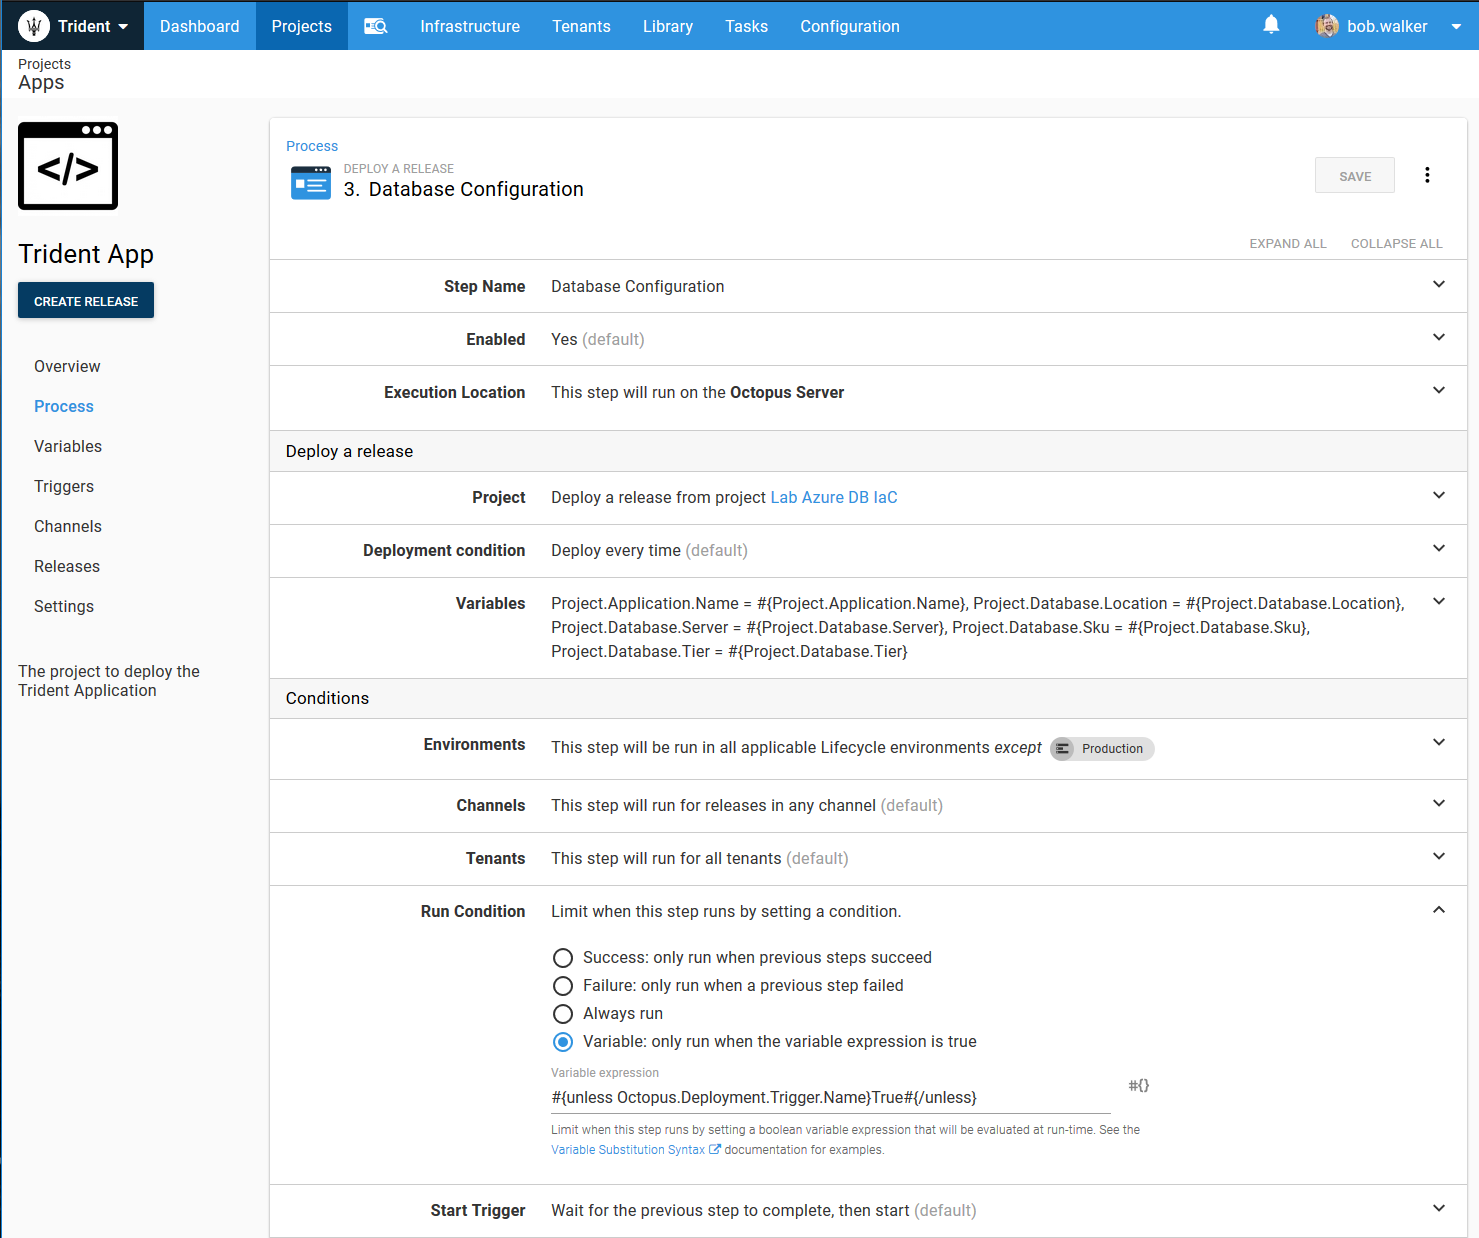 Trident
Dashboard
Projects
Infrastructure
Tenants
Library
Tasks
Configuration
bob.walker
Projects
Apps
</>
Trident App
CREATE RELEASE
Overview
Process
Variables
Triggers
Channels
Releases
Settings
The project to deploy the
Trident Application
Process
DEPLOY A RELEASE
3. Database Configuration
SAVE
EXPAND ALL
COLLAPSE ALL
Step Name Database Configuration
Enabled Yes (default)
Execution Location This step will run on the Octopus Server
Deploy a release
Project Deploy a release from project Lab Azure DB IaC
Deployment condition Deploy every time (default)
Variables Project.Application.Name = #{Project.Application.Name}, Project.Database.Location = #{Project.Database.Location},
Project.Database.Server = #{Project.Database.Server}, Project.Database.Sku = #{Project.Database.Sku},
Project.Database.Tier = #{Project.Database.Tier}
Conditions
Environments This step will be run in all applicable Lifecycle environments except Production
Channels This step will run for releases in any channel (default)
Tenants This step will run for all tenants (default)
Run Condition Limit when this step runs by setting a condition.
Success: only run when previous steps succeed
Failure: only run when a previous step failed
Always run
Variable: only run when the variable expression is true
Variable expression
#{unless Octopus.Deployment.Trigger.Name}True#{/unless}
#{}
Limit when this step runs by setting a boolean variable expression that will be evaluated at run-time. See the
Variable Substitution Syntax documentation for examples.
Start Trigger Wait for the previous step to complete, then start (default)